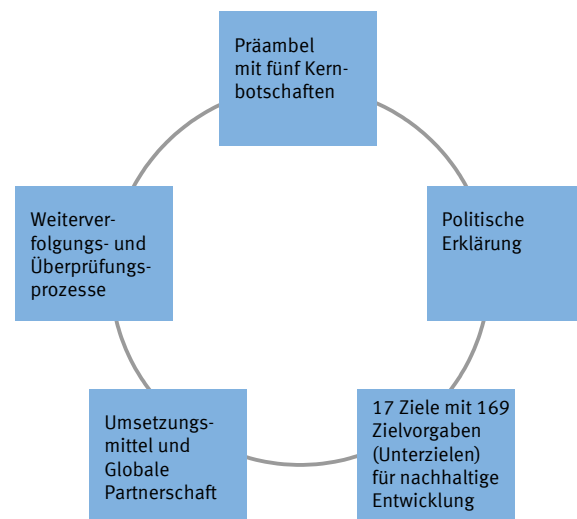 Präambel
mit fünf Kern-
botschaften
Politische
Erklärung
17 Ziele mit 169
Zielvorgaben
(Unterzielen)
für nachhaltige
Entwicklung
Umsetzungs-
mittel und
Globale
Partnerschaft
Weiterver-
folgungs- und
Überprüfungs-
prozesse